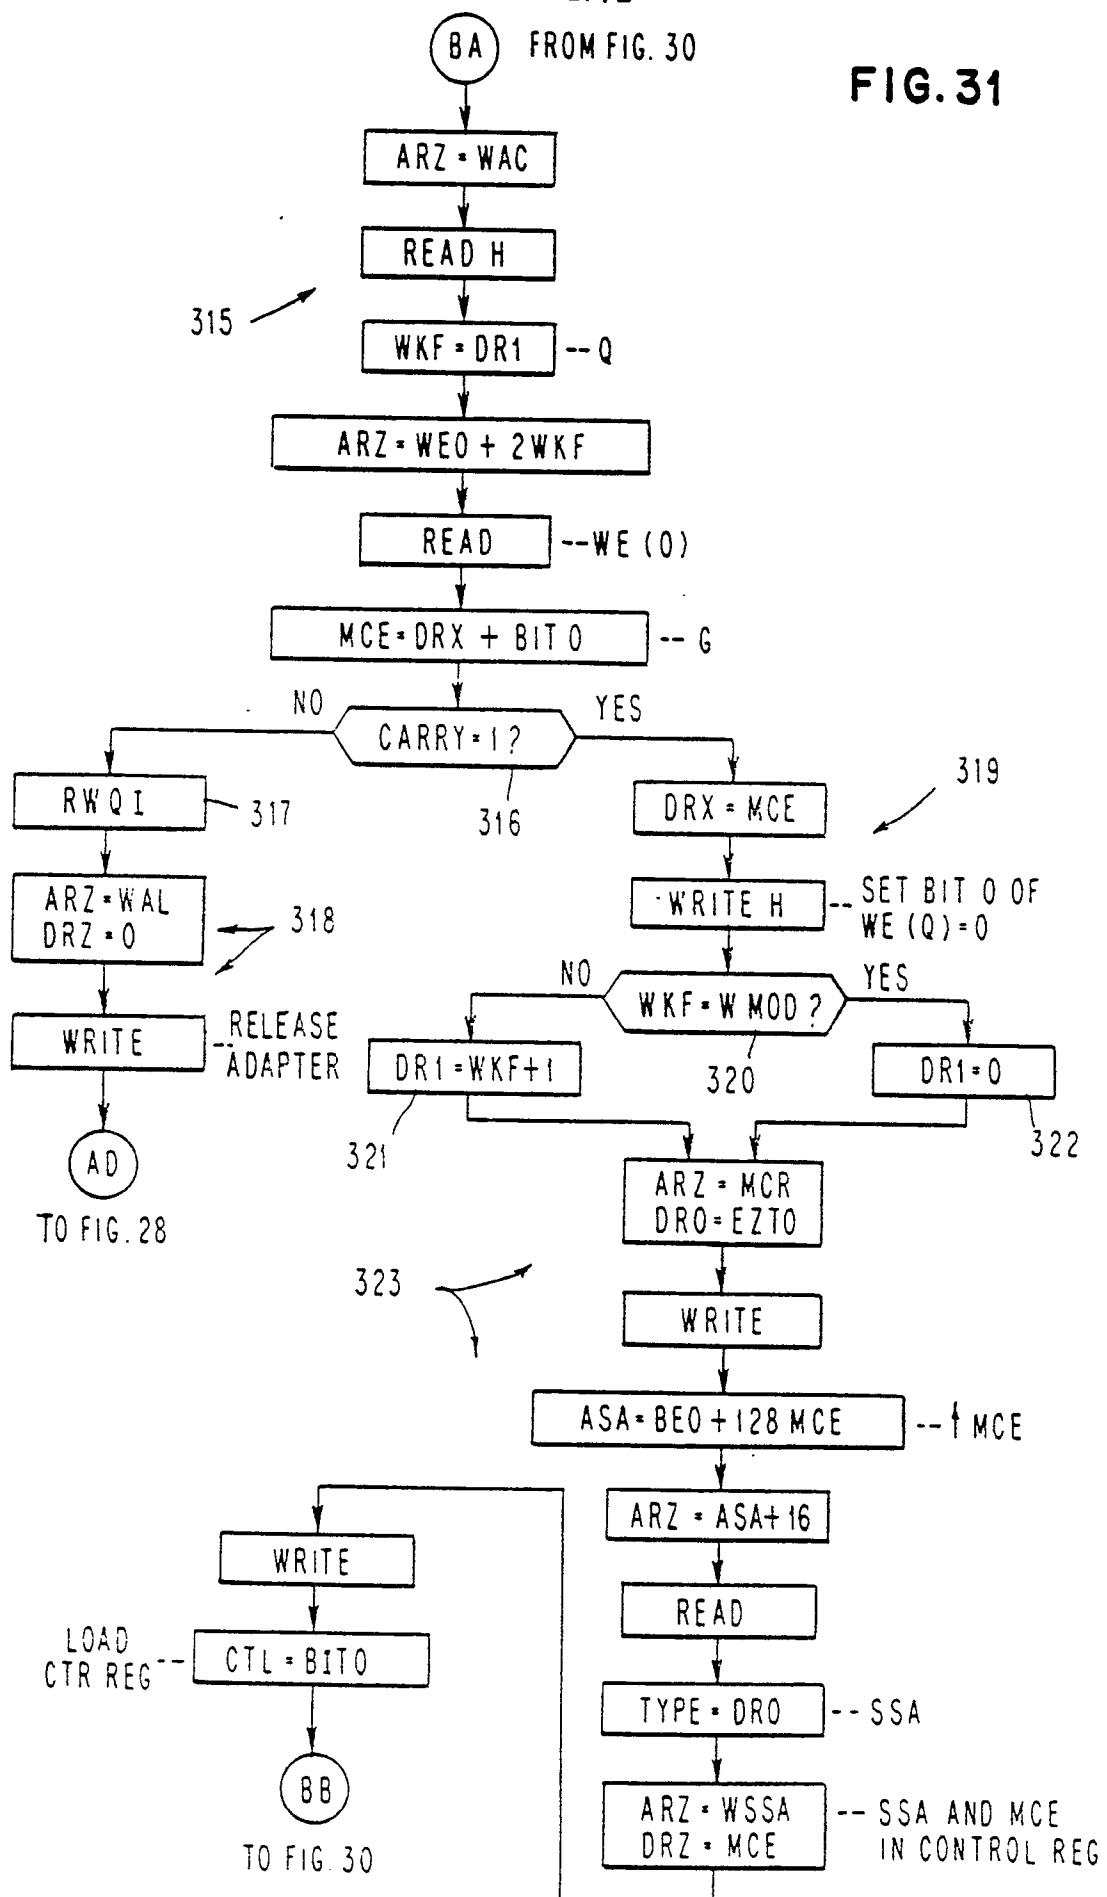 BA FROM FIG. 30
FIG. 31
ARZ = WAC
READ H
315
WKF = DR1 -- Q
ARZ = WE0 + 2WKF
READ --WE (0)
MCE = DRX + BIT 0 -- G
NO CARRY = 1 ? YES
316
RWQI 317
ARZ = WAL
DRZ = 0
318
WRITE --RELEASE
ADAPTER
AD
TO FIG. 28
319
DRX = MCE
WRITE H -- SET BIT 0 OF
WE (Q) = 0
NO WKF = W MOD ? YES
320
DR1 = WKF+1
321
DR1 = 0
322
ARZ = MCR
DR0 = EZT0
323
WRITE
ASA = BE0 + 128 MCE --↑ MCE
ARZ = ASA+16
READ
TYPE = DR0 -- SSA
ARZ = WSSA -- SSA AND MCE
DRZ = MCE IN CONTROL REG
WRITE
LOAD
CTR REG -- CTL = BIT0
BB
TO FIG. 30